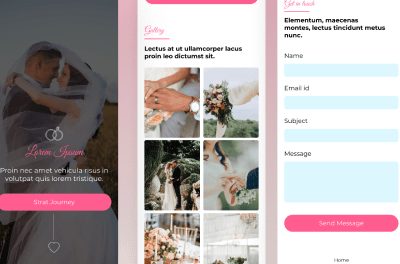 Lorem Ipsum
Proin nec amet vehicula risus in
volutpat quis lorem tristique.
Strat Journey
Gallery
Lectus at ut ullamcorper lacus
proin leo dictumst sit.
Get in touch
Elementum, maecenas
montes, lectus tincidunt metus
nunc.
Name
Email id
Subject
Message
Send Message
Home